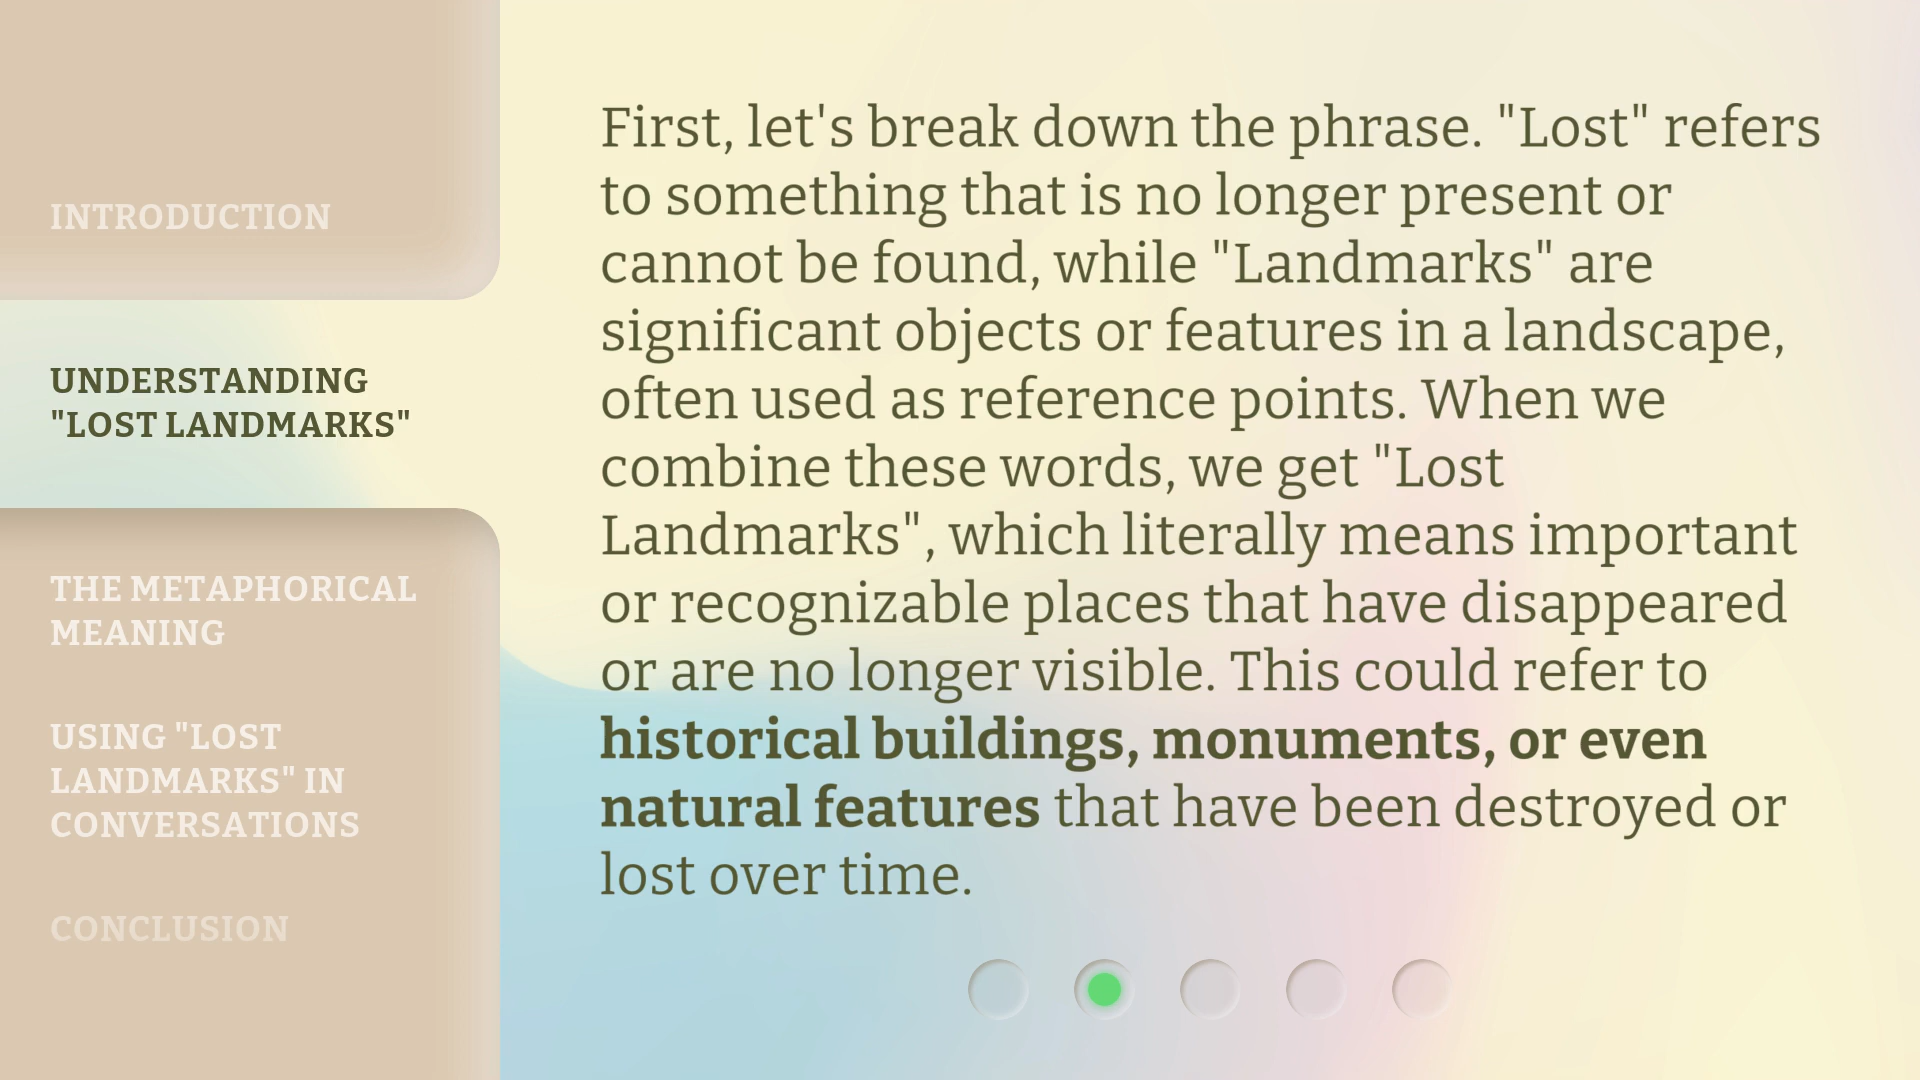 INTRODUCTION
UNDERSTANDING
"LOST LANDMARKS"
THE METAPHORICAL
MEANING
USING "LOST
LANDMARKS" IN
CONVERSATIONS
CONCLUSION
First, let's break down the phrase. "Lost" refers
to something that is no longer present or
cannot be found, while "Landmarks" are
significant objects or features in a landscape,
often used as reference points. When we
combine these words, we get "Lost
Landmarks", which literally means important
or recognizable places that have disappeared
or are no longer visible. This could refer to
historical buildings, monuments, or even
natural features that have been destroyed or
lost over time.